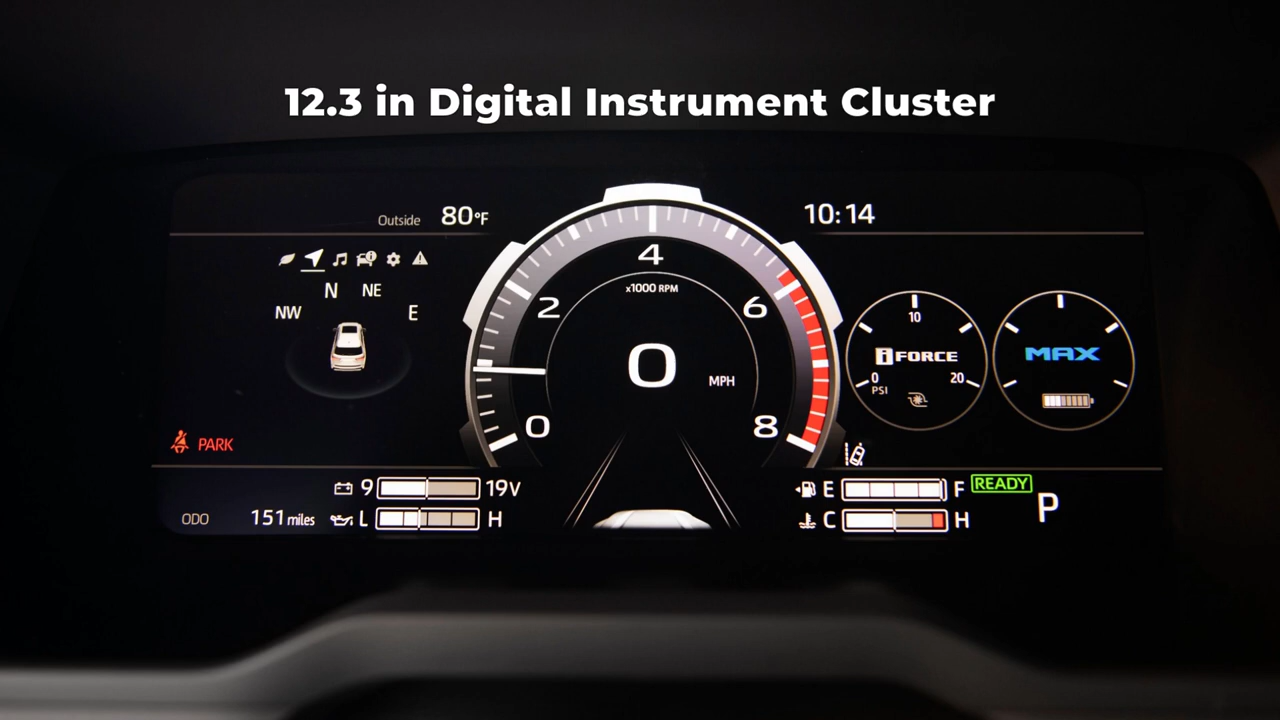 12.3 in Digital Instrument Cluster
Outside 80°F
10:14
N NE
NW E
4
x1000 RPM
2 6
0 MPH
0 8
10
iFORCE
0 20
PSI
MAX
PARK
9 19V
E F READY
P
ODO 151 miles
L H
C H